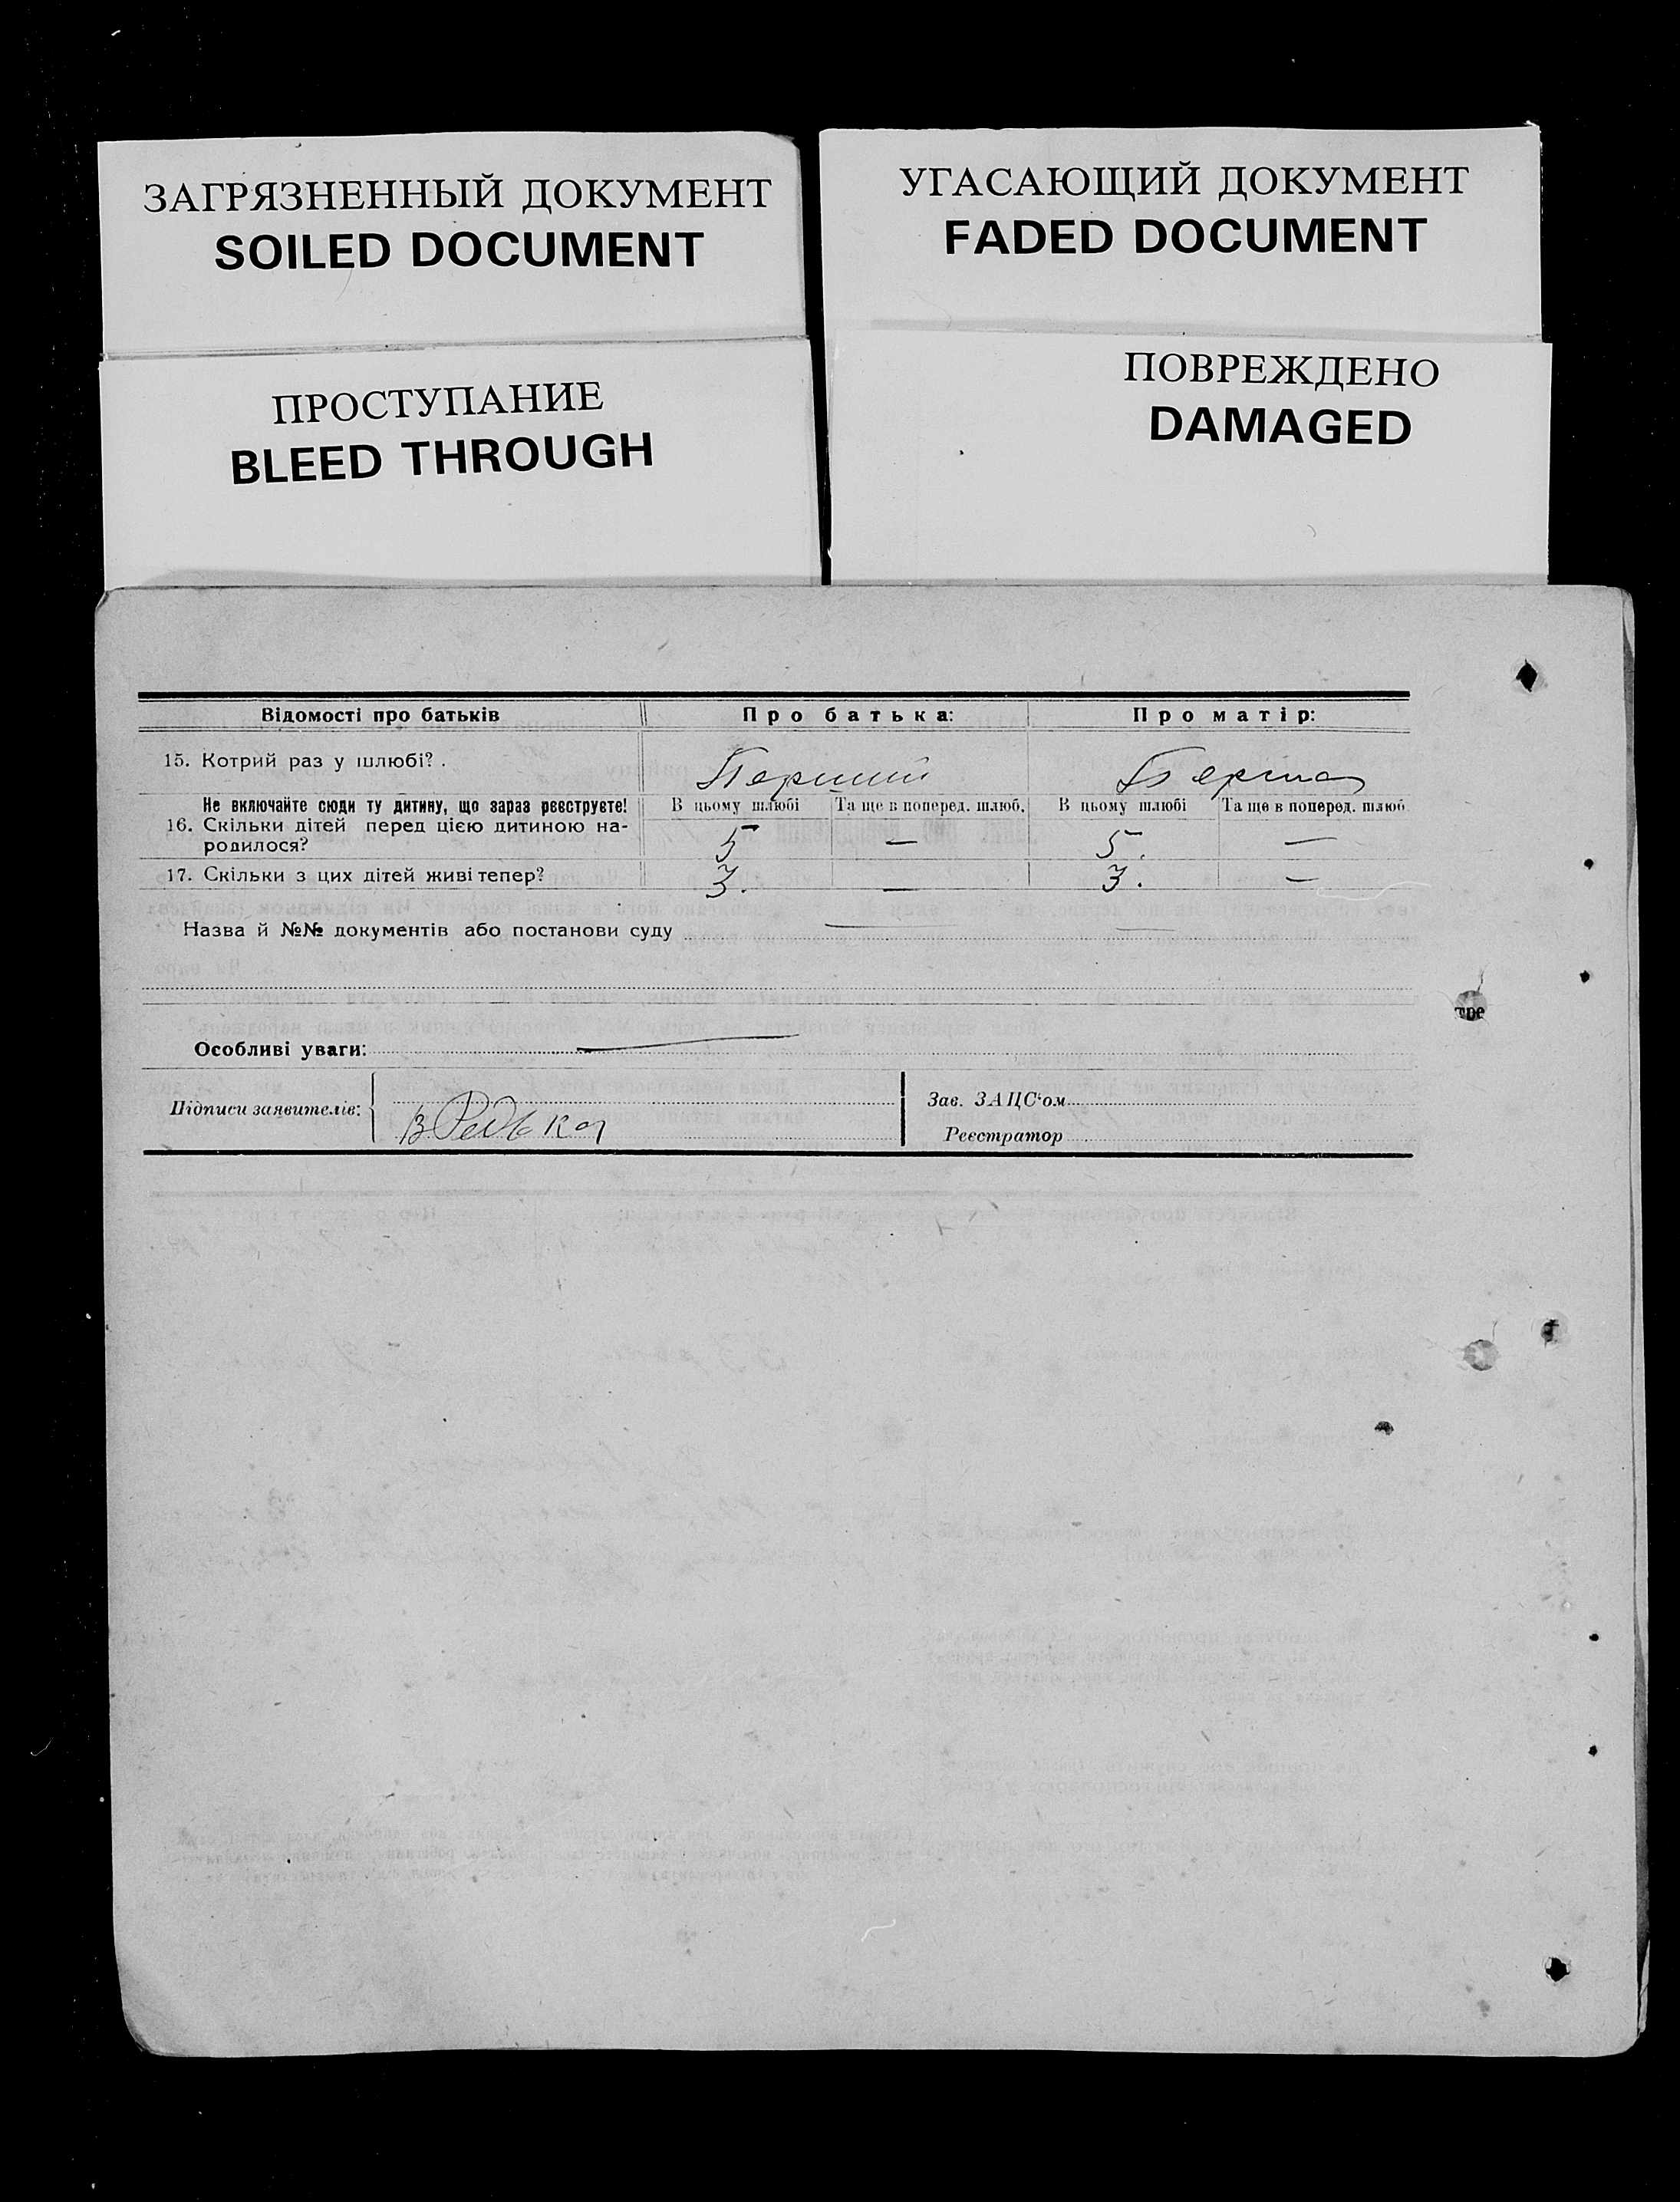 ЗАГРЯЗНЕННЫЙ ДОКУМЕНТ
SOILED DOCUMENT
УГАСАЮЩИЙ ДОКУМЕНТ
FADED DOCUMENT
ПРОСТУПАНИЕ
BLEED THROUGH
ПОВРЕЖДЕНО
DAMAGED
Відомості про батьків Про батька: Про матір:
15. Котрий раз у шлюбі? . Перший Перша
Не включайте сюди ту дитину, що зараз реєструєте! В цьому шлюбі Та ще в поперед. шлюб. В цьому шлюбі Та ще в поперед. шлюб.
16. Скільки дітей перед цією дитиною на-
родилося? 5 — 5. —
17. Скільки з цих дітей живі тепер? 3. — 3. —
Назва й №№ документів або постанови суду — —
тре
Особливі уваги: —
Підписи заявителів: В Редька
Зав. ЗАЦС'ом
Реєстратор